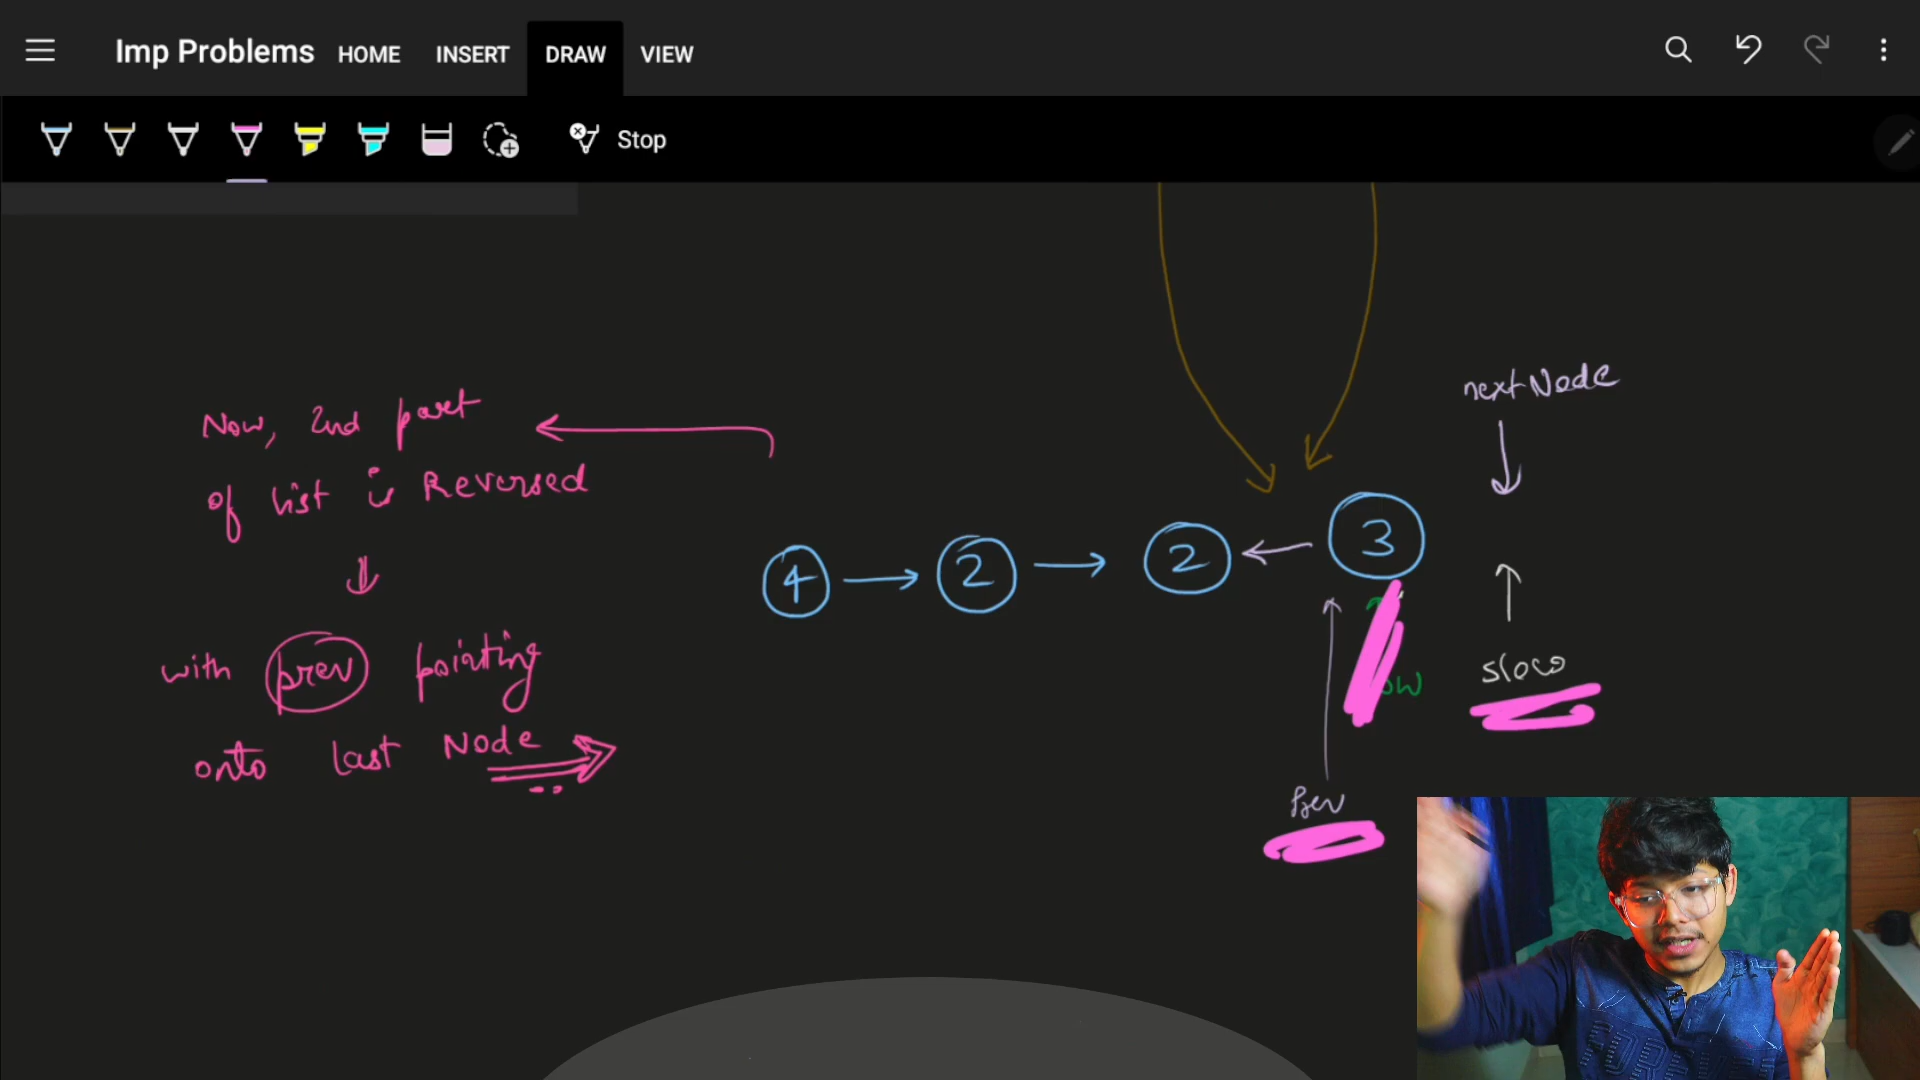 Imp Problems HOME INSERT DRAW VIEW
Stop
nextNode
Now, 2nd part
of list is Reversed
4 2 2 3
with prev pointing
slow
ow
onto last Node
prev